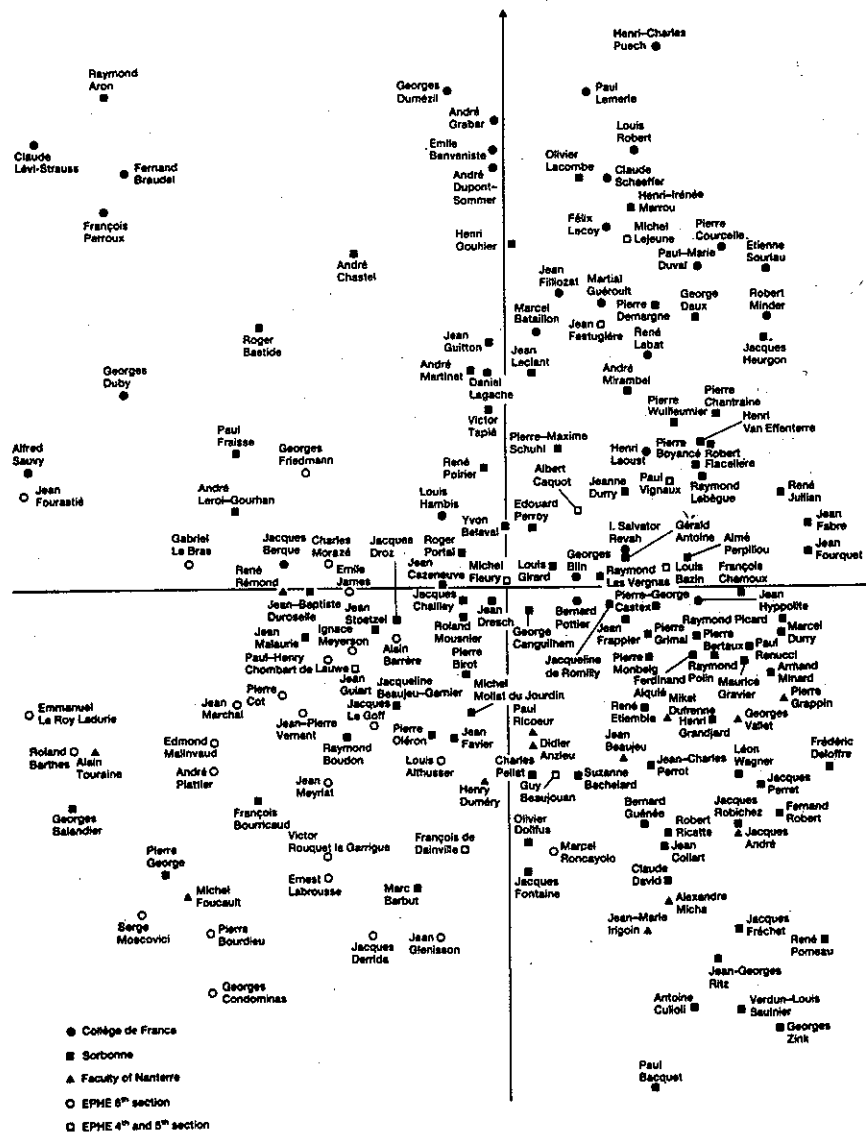 Henri–Charles
Puech
Raymond
Aron
Georges
Dumézil
Paul
Lemerle
André
Grabar
Claude
Lévi–Strauss
Fernand
Braudel
Emile
Benveniste
Louis
Robert
Olivier
Lacombe
Claude
Schaeffer
André
Dupont–
Sommer
Henri–Irénée
Marrou
François
Perroux
Félix
Lecoy
Michel
Lejeune
Pierre
Courcelle
Henri
Gouhier
Paul–Marie
Duval
Etienne
Souriau
André
Chastel
Jean
Filliozat
Martial
Guéroult
Pierre
Demargne
George
Daux
Robert
Minder
Roger
Bastide
Marcel
Bataillon
Jean
Festugière
René
Labat
Jacques
Heurgon
Jean
Guitton
Jean
Leclant
André
Martinet
Daniel
Lagache
André
Mirambel
Georges
Duby
Victor
Tapié
Pierre
Wuilleumier
Pierre
Chantraine
Henri
Van Effenterre
Paul
Fraisse
Georges
Friedmann
Pierre–Maxime
Schuhl
Henri
Laoust
Pierre
Boyancé
Robert
Flacelière
Alfred
Sauvy
Jean
Fourastié
René
Poirier
Albert
Caquot
Jeanne
Durry
Paul
Vignaux
Raymond
Lebègue
René
Jullian
André
Leroi–Gourhan
Louis
Hambis
Yvon
Belaval
Edouard
Perroy
I. Salvator
Revah
Gérald
Antoine
Aimé
Perpillou
Jean
Fabre
Jean
Fourquet
Gabriel
Le Bras
Jacques
Berque
Charles
Morazé
Jacques
Droz
Roger
Portal
Michel
Fleury
Louis
Girard
Georges
Blin
Raymond
Las Vergnas
Louis
Bazin
François
Chamoux
René
Rémond
Emile
James
Jean
Cazeneuve
Jean–Baptiste
Duroselle
Jean
Stoetzel
Jacques
Chailley
Jean
Dresch
Bernard
Pottier
Pierre–George
Castex
Jean
Hyppolite
Jean
Malaurie
Ignace
Meyerson
Alain
Barrère
Roland
Mousnier
George
Canguilhem
Jean
Frappier
Pierre
Grimal
Raymond Picard
Pierre
Bertaux
Paul
Renucci
Marcel
Durry
Paul–Henry
Chombart de Lauwe
Pierre
Birot
Jacqueline
de Romilly
Pierre
Monbeig
Ferdinand
Alquié
Raymond
Polin
Maurice
Gravier
Armand
Minard
Jean
Guiart
Jacqueline
Beaujeu–Garnier
Michel
Mollat du Jourdin
Pierre
Cot
Jean
Marchal
Jean–Pierre
Vernant
Jacques
Le Goff
Paul
Ricoeur
René
Etiemble
Mikel
Dufrenne
Henri
Grandjard
Georges
Vallet
Pierre
Grappin
Emmanuel
Le Roy Ladurie
Roland
Barthes
Alain
Touraine
Edmond
Malinvaud
Raymond
Boudon
Pierre
Oléron
Jean
Favier
Didier
Anzieu
Jean
Beaujeu
Jean–Charles
Perrot
Léon
Wagner
Frédéric
Deloffre
André
Piattier
Jean
Meyriat
Louis
Althusser
Henry
Duméry
Charles
Pellat
Guy
Beaujouan
Suzanne
Bachelard
Jacques
Perret
Georges
Balandier
François
Bourricaud
Bernard
Guénée
Jacques
Robichez
Fernand
Robert
Victor
Rouquet la Garrigue
François de
Dainville
Olivier
Dollfus
Marcel
Roncayolo
Robert
Ricatte
Jean
Collart
Jacques
André
Pierre
George
Michel
Foucault
Ernest
Labrousse
Marc
Barbut
Jacques
Fontaine
Claude
David
Alexandre
Micha
Serge
Moscovici
Pierre
Bourdieu
Jacques
Derrida
Jean
Glénisson
Jean–Marie
Irigoin
Jacques
Fréchet
René
Pomeau
Jean-Georges
Ritz
Georges
Condominas
Antoine
Culioli
Verdun–Louis
Saulnier
Georges
Zink
Paul
Bacquet
Collège de France
Sorbonne
Faculty of Nanterre
EPHE 6th section
EPHE 4th and 5th section